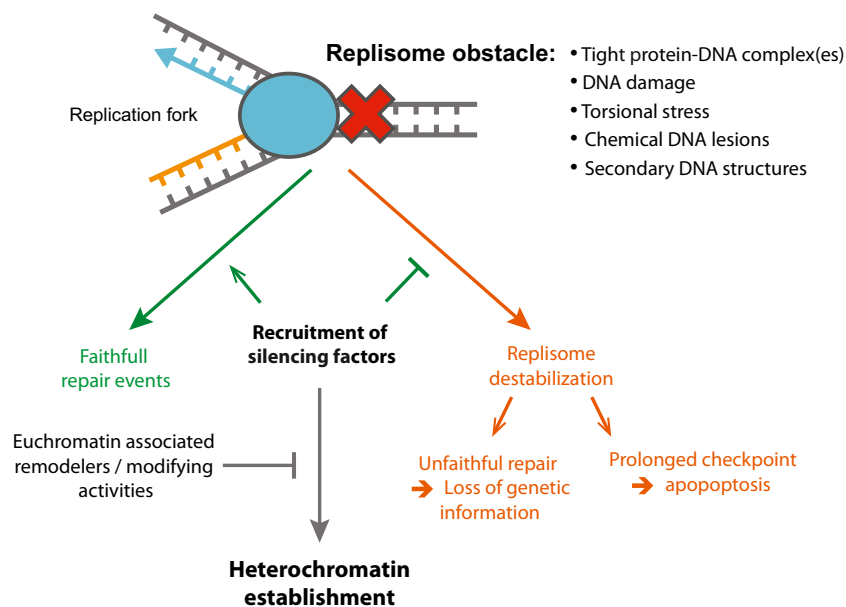 Replisome obstacle:
• Tight protein-DNA complex(es)
• DNA damage
• Torsional stress
• Chemical DNA lesions
• Secondary DNA structures
Replication fork
Recruitment of
silencing factors
Faithfull
repair events
Replisome
destabilization
Euchromatin associated
remodelers / modifying
activities
Unfaithful repair
➔ Loss of genetic
information
Prolonged checkpoint
➔ apopoptosis
Heterochromatin
establishment